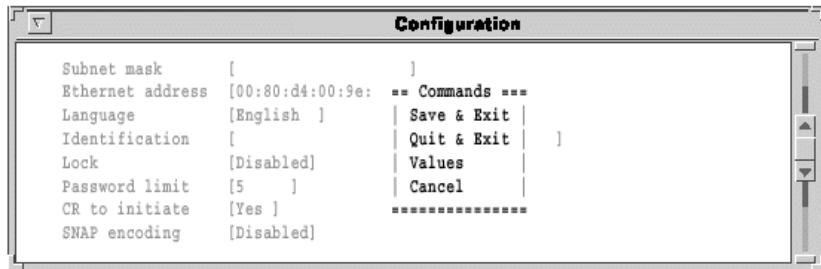 Configuration
Subnet mask [ ]
Ethernet address [00:80:d4:00:9e: == Commands ===
Language [English ] | Save & Exit |
Identification [ | Quit & Exit | ]
Lock [Disabled] | Values |
Password limit [5 ] | Cancel |
CR to initiate [Yes ] ===============
SNAP encoding [Disabled]